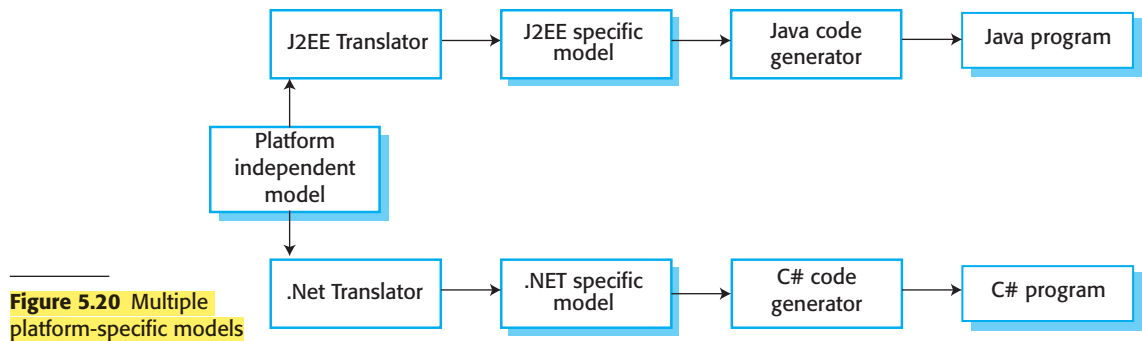 J2EE Translator
J2EE specific
model
Java code
generator
Java program
Platform
independent
model
.Net Translator
.NET specific
model
C# code
generator
C# program
Figure 5.20 Multiple
platform-specific models